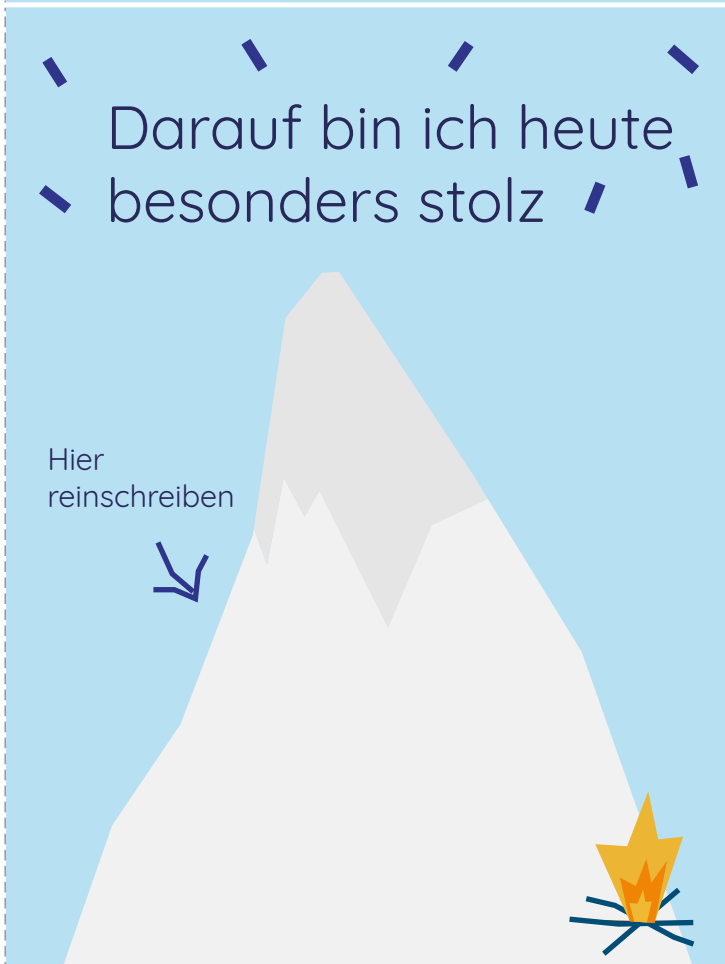 Darauf bin ich heute
besonders stolz
Hier
reinschreiben